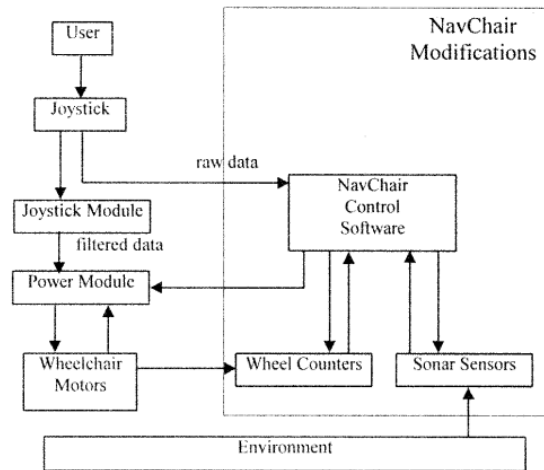 NavChair
Modifications
User
Joystick
raw data
NavChair
Control
Software
Joystick Module
filtered data
Power Module
Wheelchair
Motors
Wheel Counters
Sonar Sensors
Environment